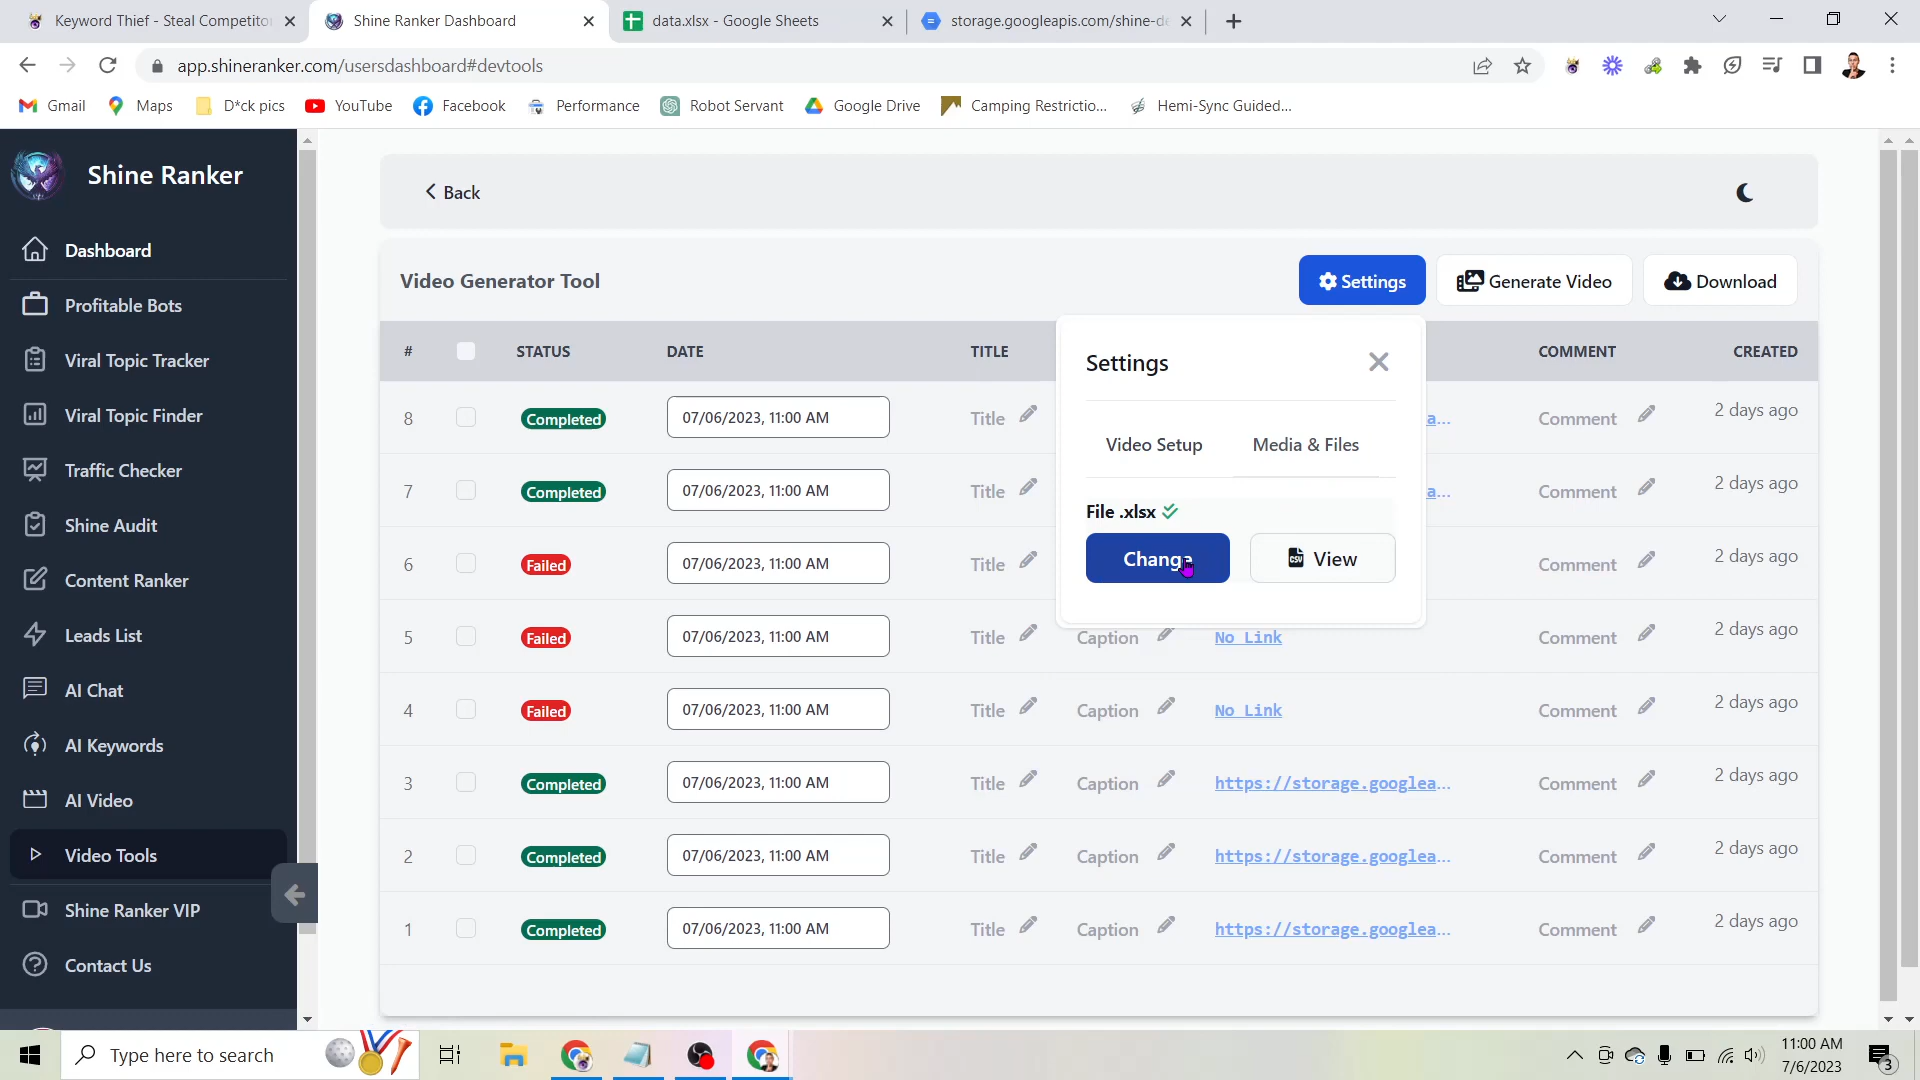 Keyword Thief - Steal Competito
Shine Ranker Dashboard
data.xlsx - Google Sheets
storage.googleapis.com/shine-de
app.shineranker.com/usersdashboard#devtools
Gmail
Maps
D*ck pics
YouTube
Facebook
Performance
Robot Servant
Google Drive
Camping Restrictio...
Hemi-Sync Guided...
Shine Ranker
Dashboard
Profitable Bots
Viral Topic Tracker
Viral Topic Finder
Traffic Checker
Shine Audit
Content Ranker
Leads List
AI Chat
AI Keywords
AI Video
Video Tools
Shine Ranker VIP
Contact Us
Back
Video Generator Tool
Settings
Generate Video
Download
# STATUS DATE TITLE COMMENT CREATED
8 Completed 07/06/2023, 11:00 AM Title a... Comment 2 days ago
7 Completed 07/06/2023, 11:00 AM Title a... Comment 2 days ago
6 Failed 07/06/2023, 11:00 AM Title Comment 2 days ago
5 Failed 07/06/2023, 11:00 AM Title Caption No Link Comment 2 days ago
4 Failed 07/06/2023, 11:00 AM Title Caption No Link Comment 2 days ago
3 Completed 07/06/2023, 11:00 AM Title Caption https://storage.googlea... Comment 2 days ago
2 Completed 07/06/2023, 11:00 AM Title Caption https://storage.googlea... Comment 2 days ago
1 Completed 07/06/2023, 11:00 AM Title Caption https://storage.googlea... Comment 2 days ago
Settings
Video Setup
Media & Files
File .xlsx
Change
CSV
View
Type here to search
11:00 AM
7/6/2023
3